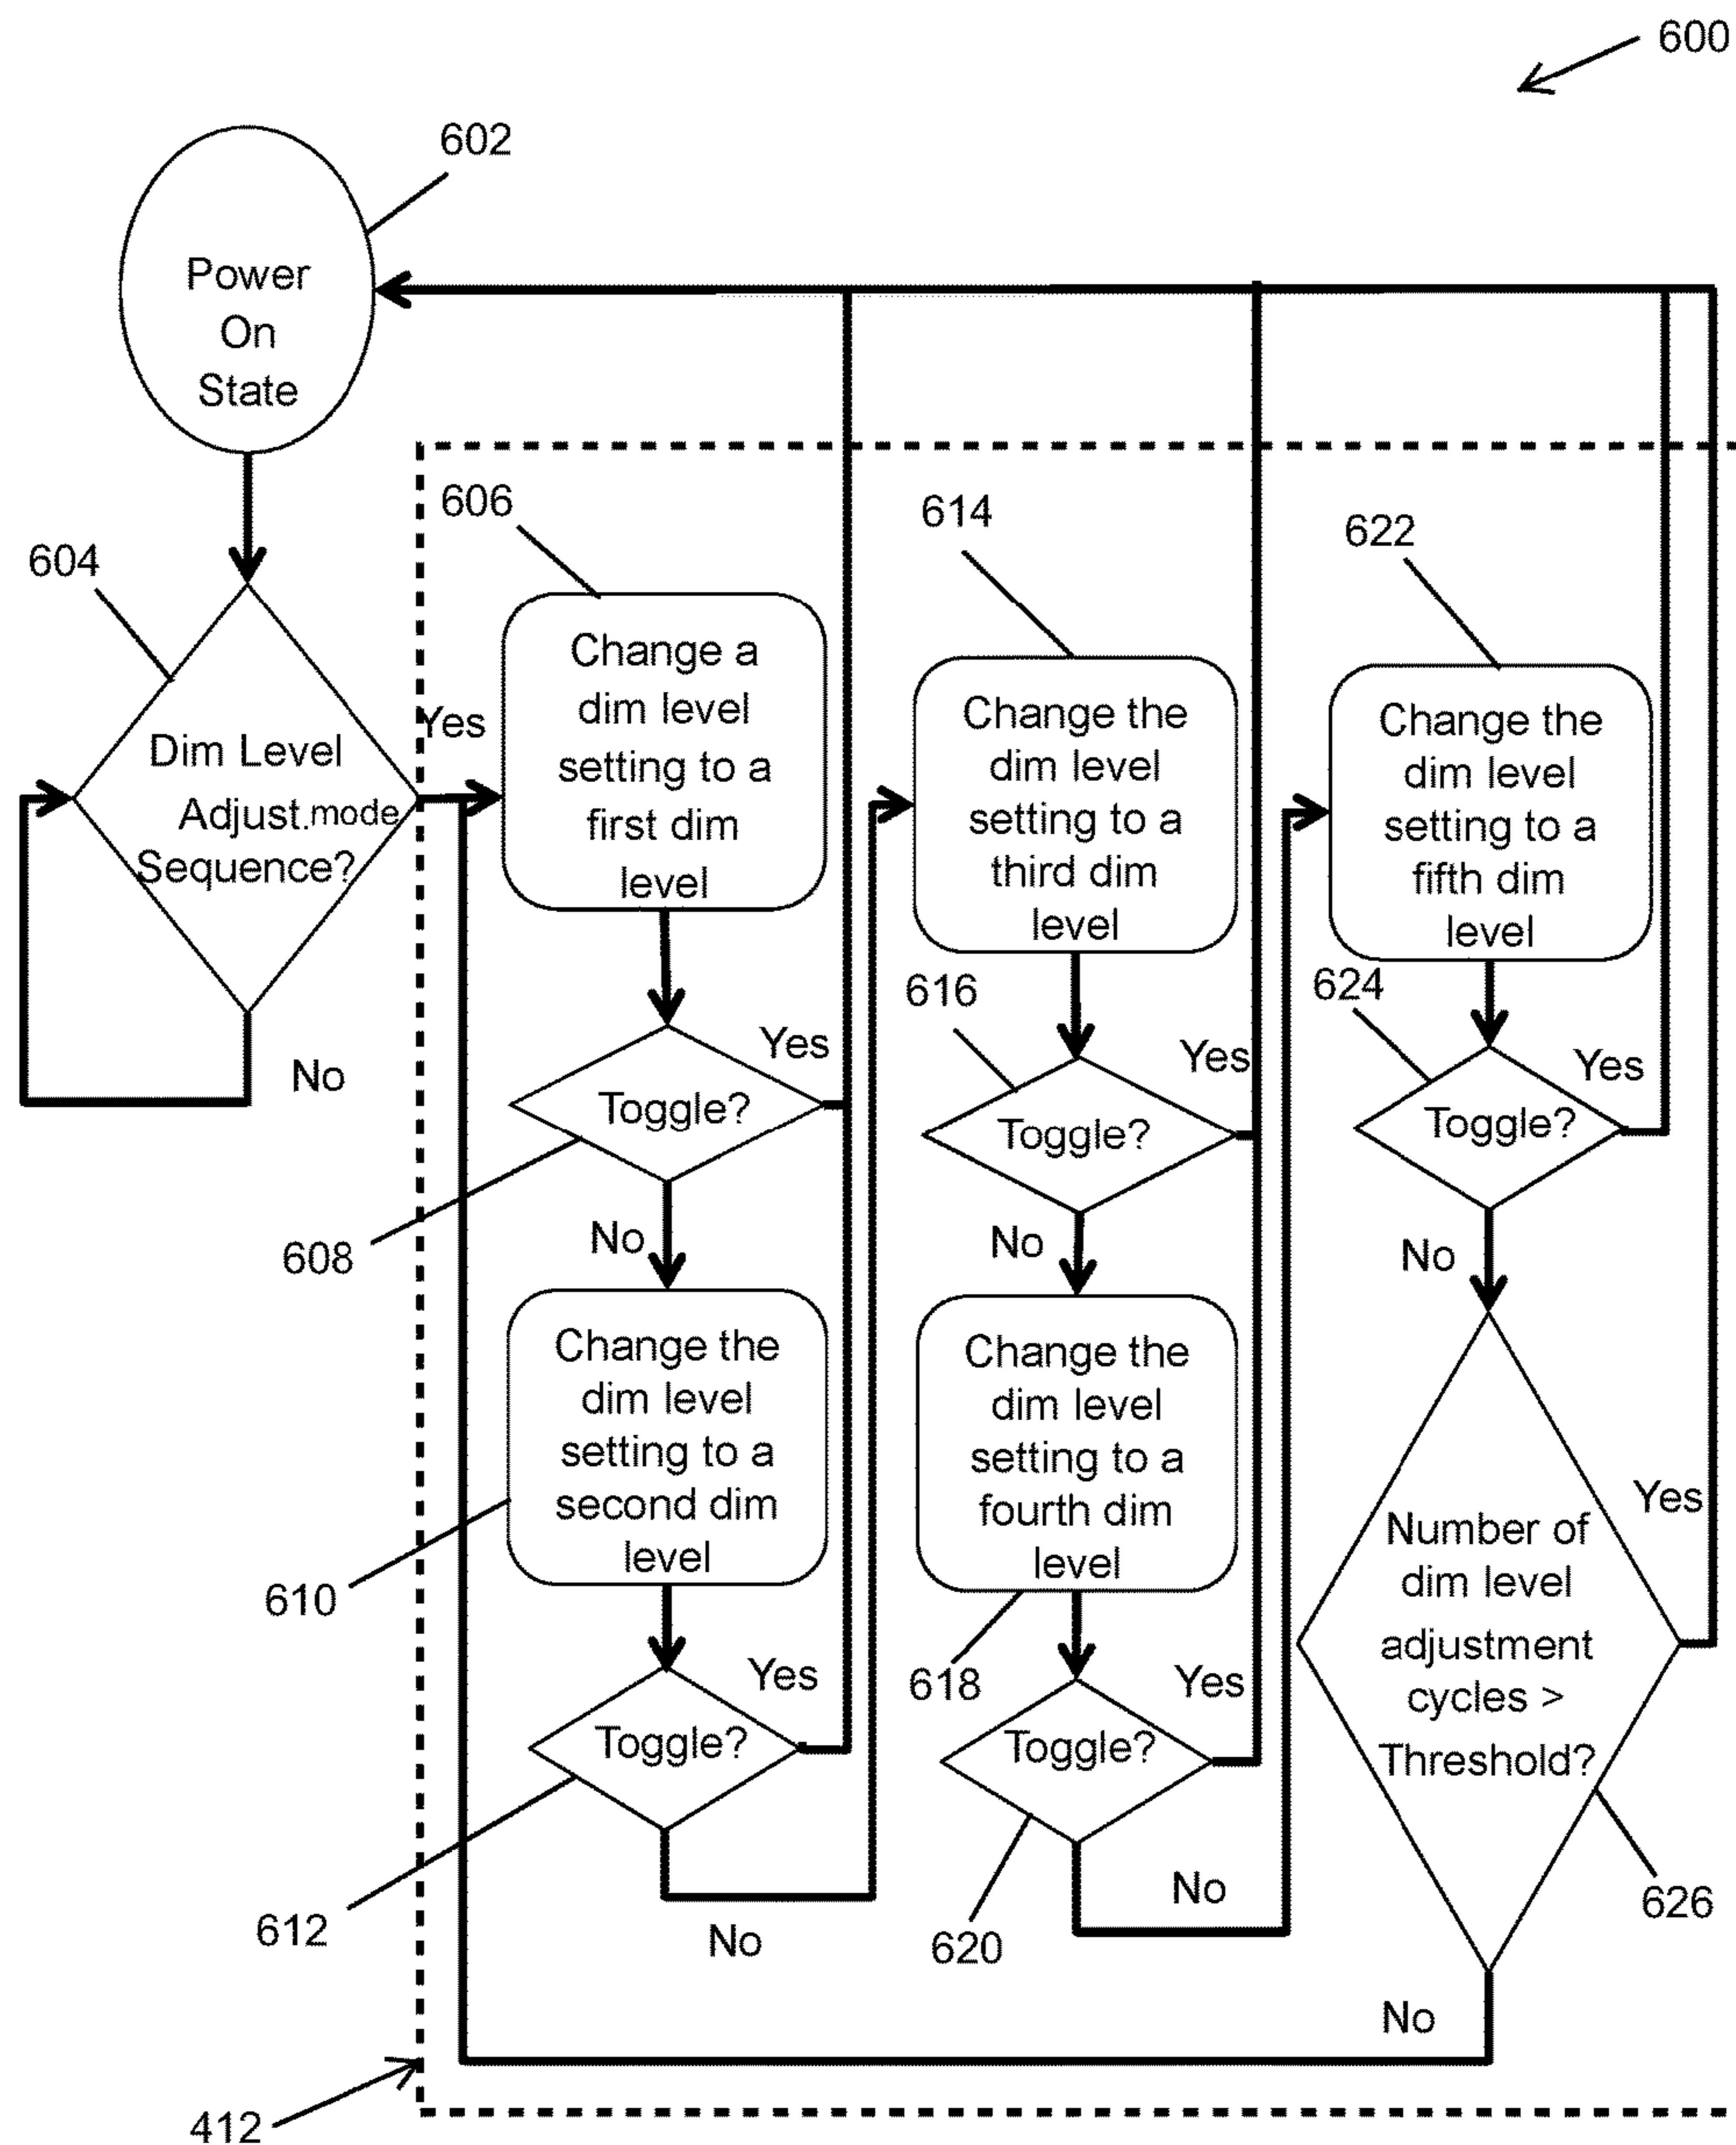 600
602
Power
On
State
604
Dim Level
Adjust.mode
Sequence?
Yes
No
606
Change a
dim level
setting to a
first dim
level
Toggle?
Yes
608
No
610
Change the
dim level
setting to a
second dim
level
Toggle?
Yes
612
No
614
Change the
dim level
setting to a
third dim
level
616
Toggle?
Yes
No
Change the
dim level
setting to a
fourth dim
level
618
Toggle?
Yes
620
No
622
Change the
dim level
setting to a
fifth dim
level
624
Toggle?
Yes
No
Number of
dim level
adjustment
cycles >
Threshold?
Yes
626
No
412